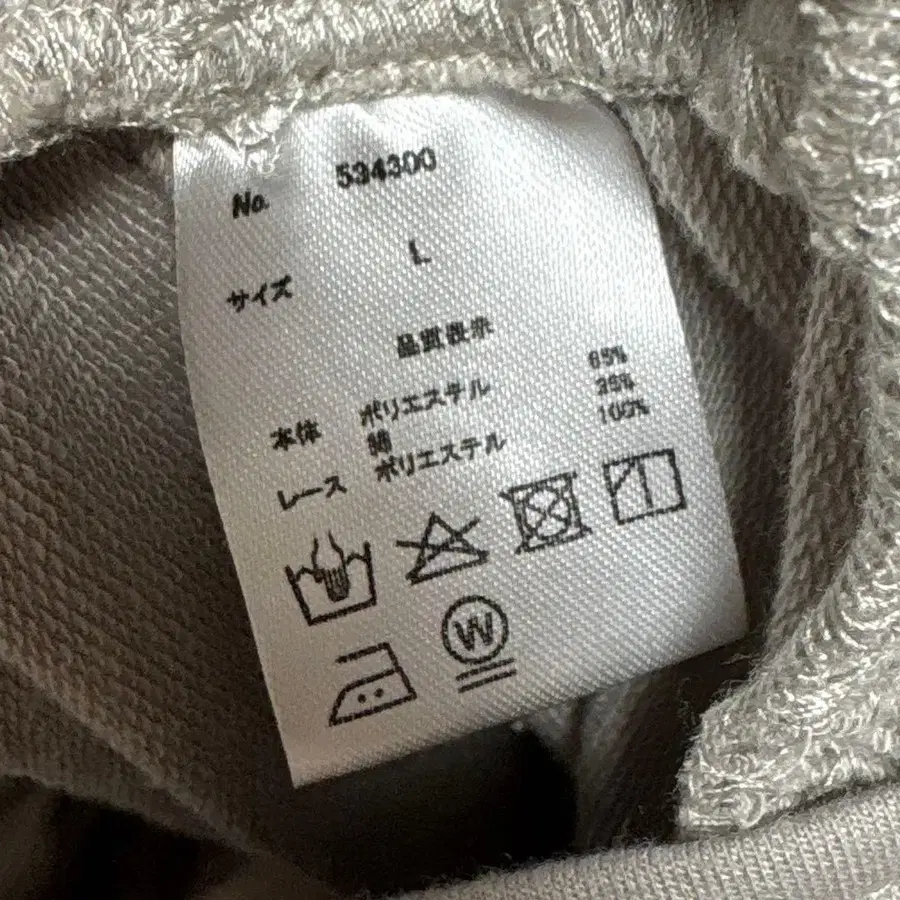 No. 534300
サイズ L
品質表示
本体 ポリエステル 65%
綿 35%
レース ポリエステル 100%
W